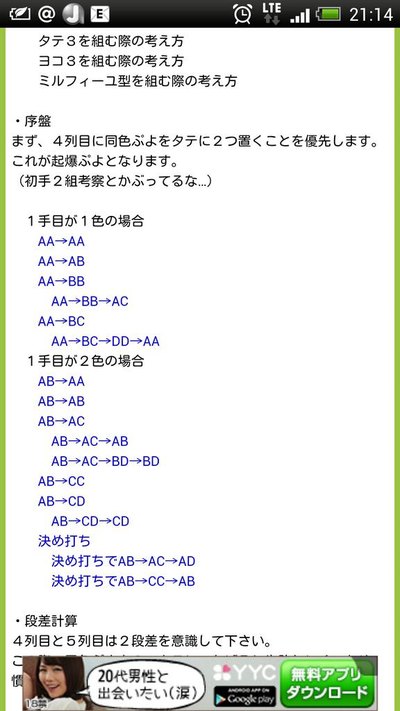 LTE
21:14
タテ３を組む際の考え方
ヨコ３を組む際の考え方
ミルフィーユ型を組む際の考え方
・序盤
まず、４列目に同色ぷよをタテに２つ置くことを優先します。
これが起爆ぷよとなります。
（初手２組考察とかぶってるな…）
１手目が１色の場合
AA→AA
AA→AB
AA→BB
AA→BB→AC
AA→BC
AA→BC→DD→AA
１手目が２色の場合
AB→AA
AB→AB
AB→AC
AB→AC→AB
AB→AC→BD→BD
AB→CC
AB→CD
AB→CD→CD
決め打ち
決め打ちでAB→AC→AD
決め打ちでAB→CC→AB
・段差計算
４列目と５列目は２段差を意識して下さい。
20代男性と
出会いたい(涙)
18禁
YYC
ANDROID APP ON
Google play
無料アプリ
ダウンロード